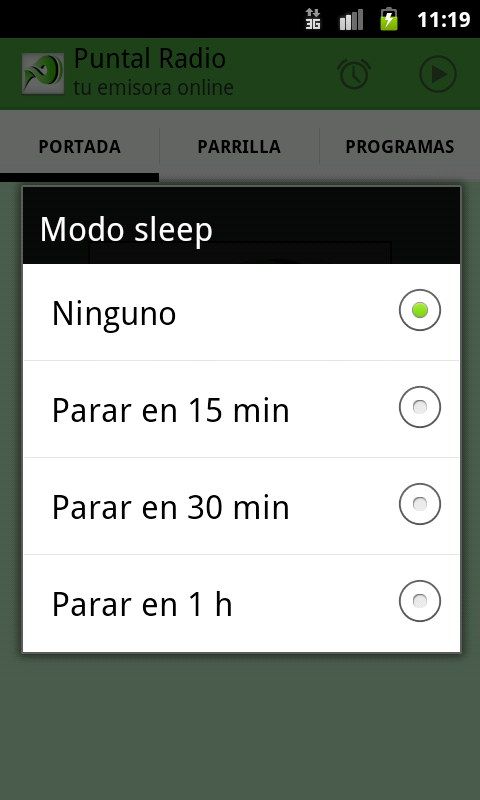 3G 11:19
Puntal Radio
tu emisora online
PORTADA PARRILLA PROGRAMAS
Modo sleep
Ninguno
Parar en 15 min
Parar en 30 min
Parar en 1 h